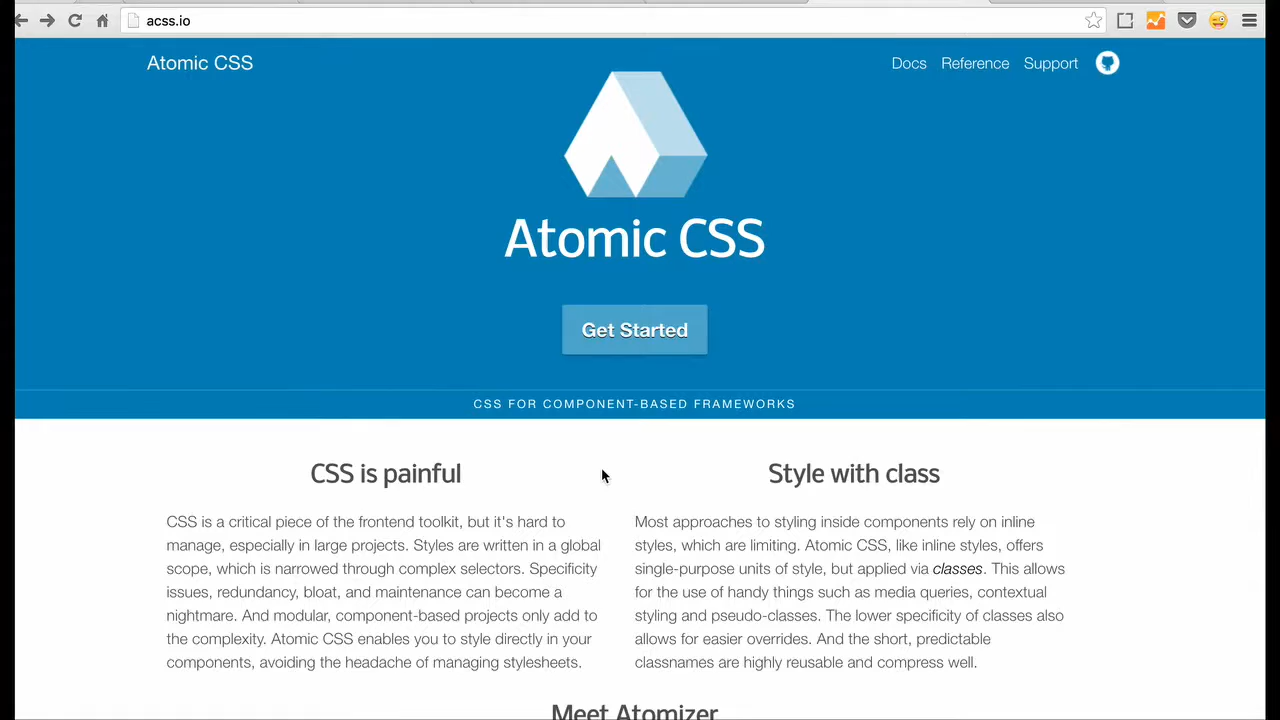 acss.io
Atomic CSS
Docs Reference Support
Atomic CSS
Get Started
CSS FOR COMPONENT-BASED FRAMEWORKS
CSS is painful
CSS is a critical piece of the frontend toolkit, but it's hard to
manage, especially in large projects. Styles are written in a global
scope, which is narrowed through complex selectors. Specificity
issues, redundancy, bloat, and maintenance can become a
nightmare. And modular, component-based projects only add to
the complexity. Atomic CSS enables you to style directly in your
components, avoiding the headache of managing stylesheets.
Style with class
Most approaches to styling inside components rely on inline
styles, which are limiting. Atomic CSS, like inline styles, offers
single-purpose units of style, but applied via classes. This allows
for the use of handy things such as media queries, contextual
styling and pseudo-classes. The lower specificity of classes also
allows for easier overrides. And the short, predictable
classnames are highly reusable and compress well.
Meet Atomizer